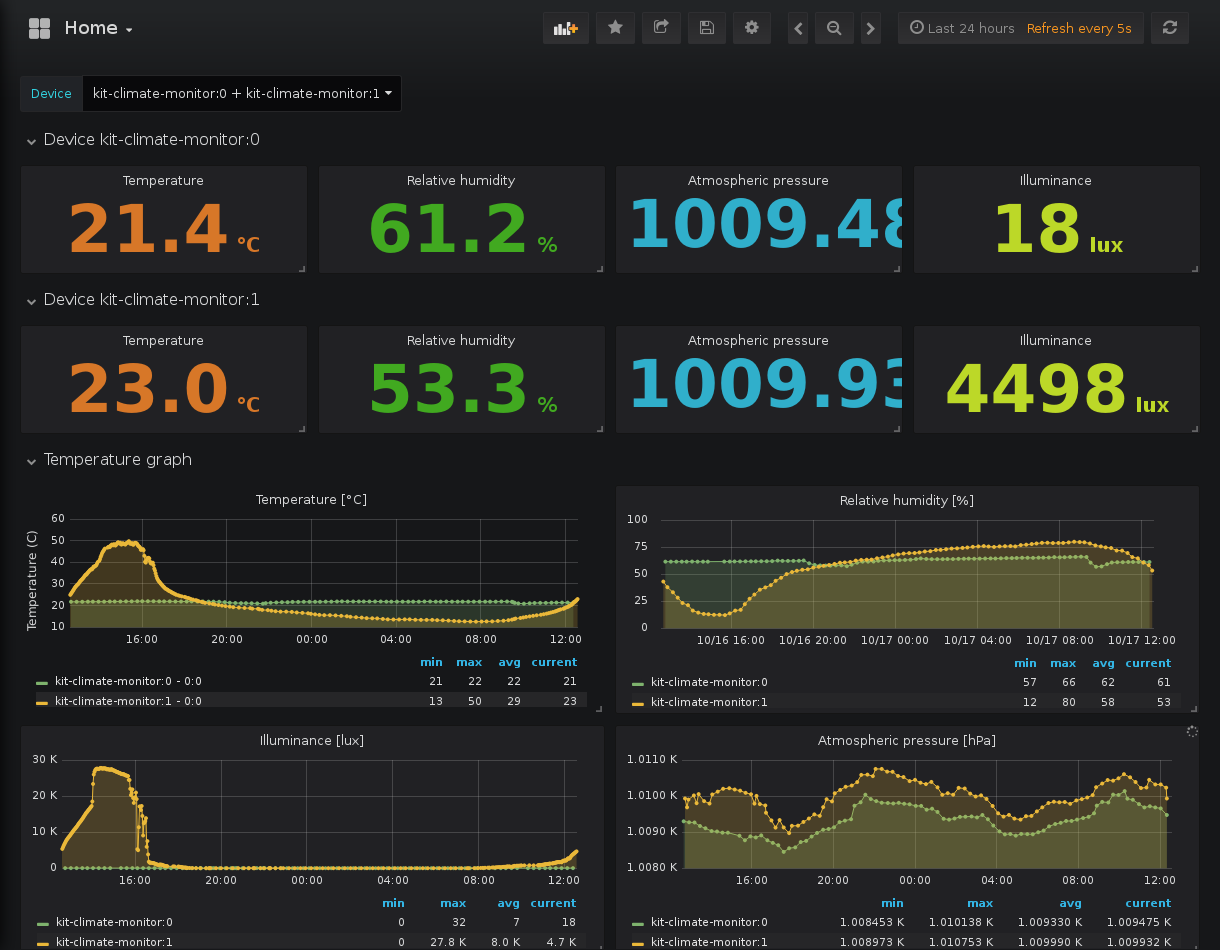 Home
Last 24 hours Refresh every 5s
Device kit-climate-monitor:0 + kit-climate-monitor:1
Device kit-climate-monitor:0
Temperature Relative humidity Atmospheric pressure Illuminance
21.4 °C 61.2 % 1009.48 18 lux
Device kit-climate-monitor:1
Temperature Relative humidity Atmospheric pressure Illuminance
23.0 °C 53.3 % 1009.93 4498 lux
Temperature graph
Temperature [°C]
Temperature (C)
60
50
40
30
20
10
16:00 20:00 00:00 04:00 08:00 12:00
min max avg current
kit-climate-monitor:0 - 0:0 21 22 22 21
kit-climate-monitor:1 - 0:0 13 50 29 23
Relative humidity [%]
100
75
50
25
0
10/16 16:00 10/16 20:00 10/17 00:00 10/17 04:00 10/17 08:00 10/17 12:00
min max avg current
kit-climate-monitor:0 57 66 62 61
kit-climate-monitor:1 12 80 58 53
Illuminance [lux]
30 K
20 K
10 K
0
16:00 20:00 00:00 04:00 08:00 12:00
min max avg current
kit-climate-monitor:0 0 32 7 18
kit-climate-monitor:1 0 27.8 K 8.0 K 4.7 K
Atmospheric pressure [hPa]
1.0110 K
1.0100 K
1.0090 K
1.0080 K
16:00 20:00 00:00 04:00 08:00 12:00
min max avg current
kit-climate-monitor:0 1.008453 K 1.010138 K 1.009330 K 1.009475 K
kit-climate-monitor:1 1.008973 K 1.010753 K 1.009990 K 1.009932 K